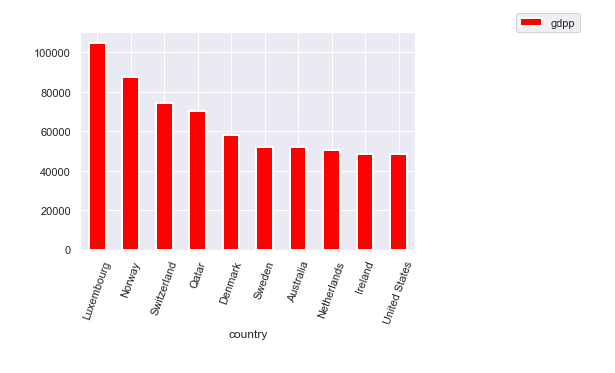 gdpp
100000
80000
60000
40000
20000
0
Luxembourg
Norway
Switzerland
Qatar
Denmark
Sweden
Australia
Netherlands
Ireland
United States
country